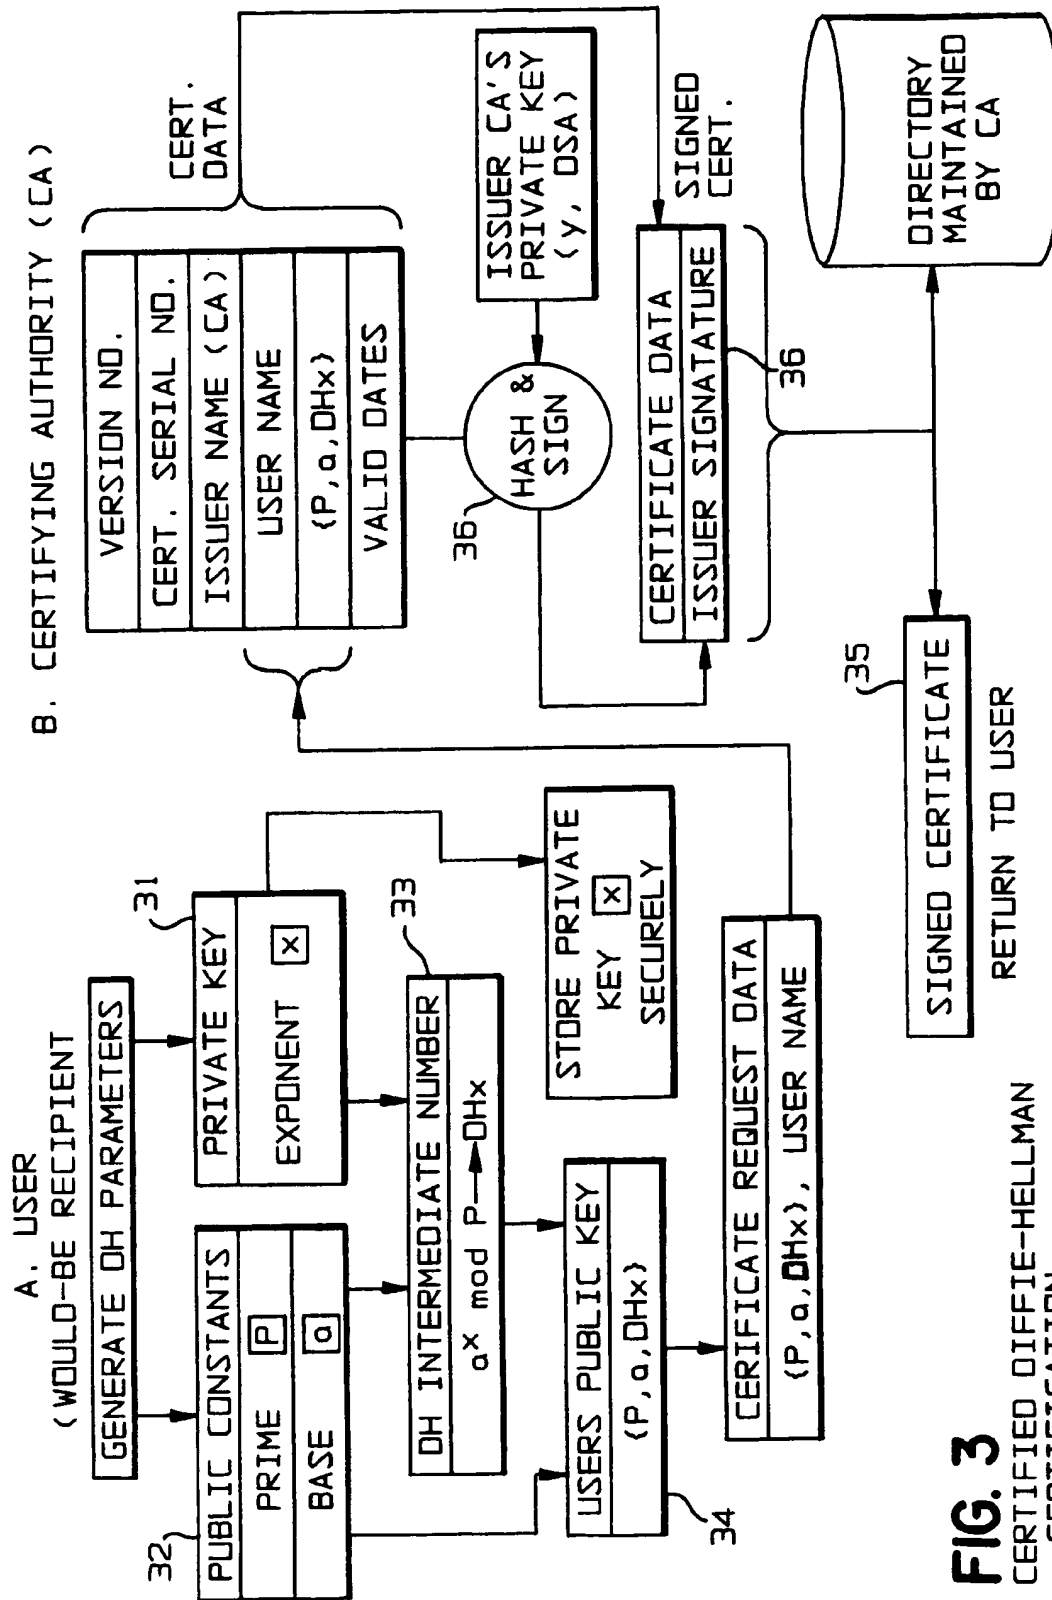 A. USER
(WOULD-BE RECIPIENT
GENERATE DH PARAMETERS
32
PUBLIC CONSTANTS
PRIME P
BASE a
31
PRIVATE KEY
EXPONENT x
33
DH INTERMEDIATE NUMBER
a^x mod P→DHx
USERS PUBLIC KEY
(P,a,DHx)
34
STORE PRIVATE
KEY x
SECURELY
CERIFICATE REQUEST DATA
(P,a,DHx), USER NAME
B. CERTIFYING AUTHORITY (CA)
VERSION NO.
CERT. SERIAL NO.
ISSUER NAME (CA)
USER NAME
(P,a,DHx)
VALID DATES
CERT.
DATA
36
HASH &
SIGN
ISSUER CA'S
PRIVATE KEY
(y, DSA)
CERTIFICATE DATA
ISSUER SIGNATATURE
36
SIGNED
CERT.
35
SIGNED CERTIFICATE
RETURN TO USER
DIRECTORY
MAINTAINED
BY CA
FIG. 3
CERTIFIED DIFFIE-HELLMAN
CERTIFICATION